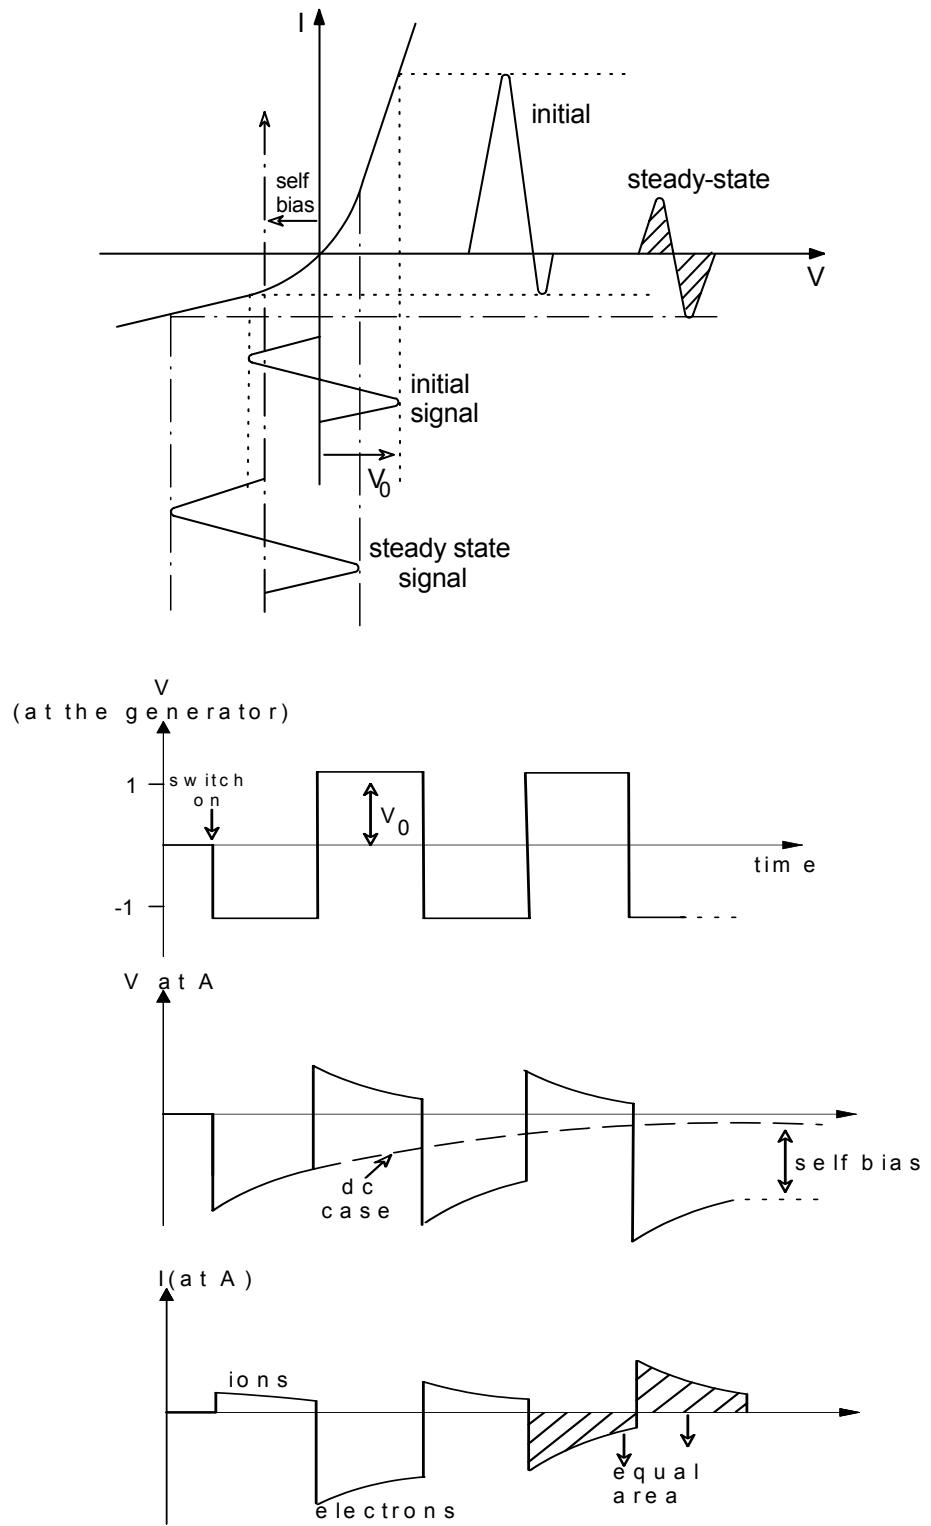 I
initial
steady-state
self
bias
V
initial
signal
V0
steady state
signal
V
(at the generator)
switch
on
1
V0
time
-1
V at A
self bias
dc
case
I(at A)
ions
electrons
equal
area